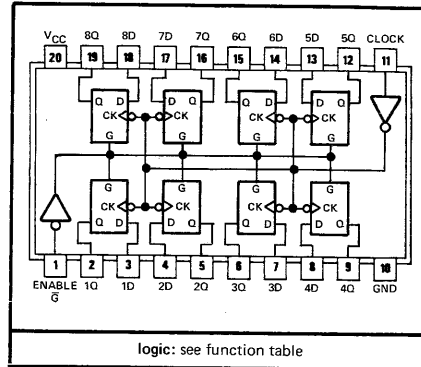 VCC 8Q 8D 7D 7Q 6Q 6D 5D 5Q CLOCK
20 19 18 17 16 15 14 13 12 11
Q D D Q Q D D Q
CK CK CK CK
G G G G
G G G G
CK CK CK CK
Q D D Q Q D D Q
1 2 3 4 5 6 7 8 9 10
ENABLE 1Q 1D 2D 2Q 3Q 3D 4D 4Q GND
G̅
logic: see function table